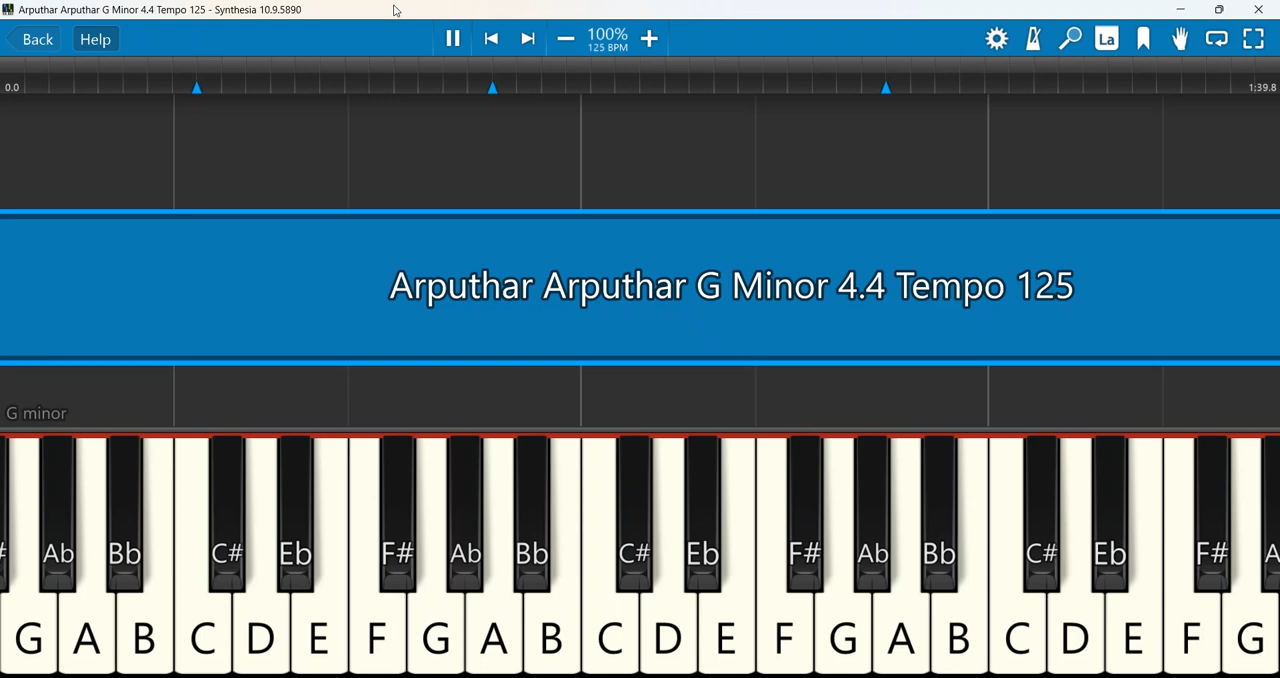 Arputhar Arputhar G Minor 4.4 Tempo 125 - Synthesia 10.9.5890
Back Help 100% La
125 BPM
0.0 1:39.8
Arputhar Arputhar G Minor 4.4 Tempo 125
G minor
# Ab Bb C# Eb F# Ab Bb C# Eb F# Ab Bb C# Eb F# A
G A B C D E F G A B C D E F G A B C D E F G